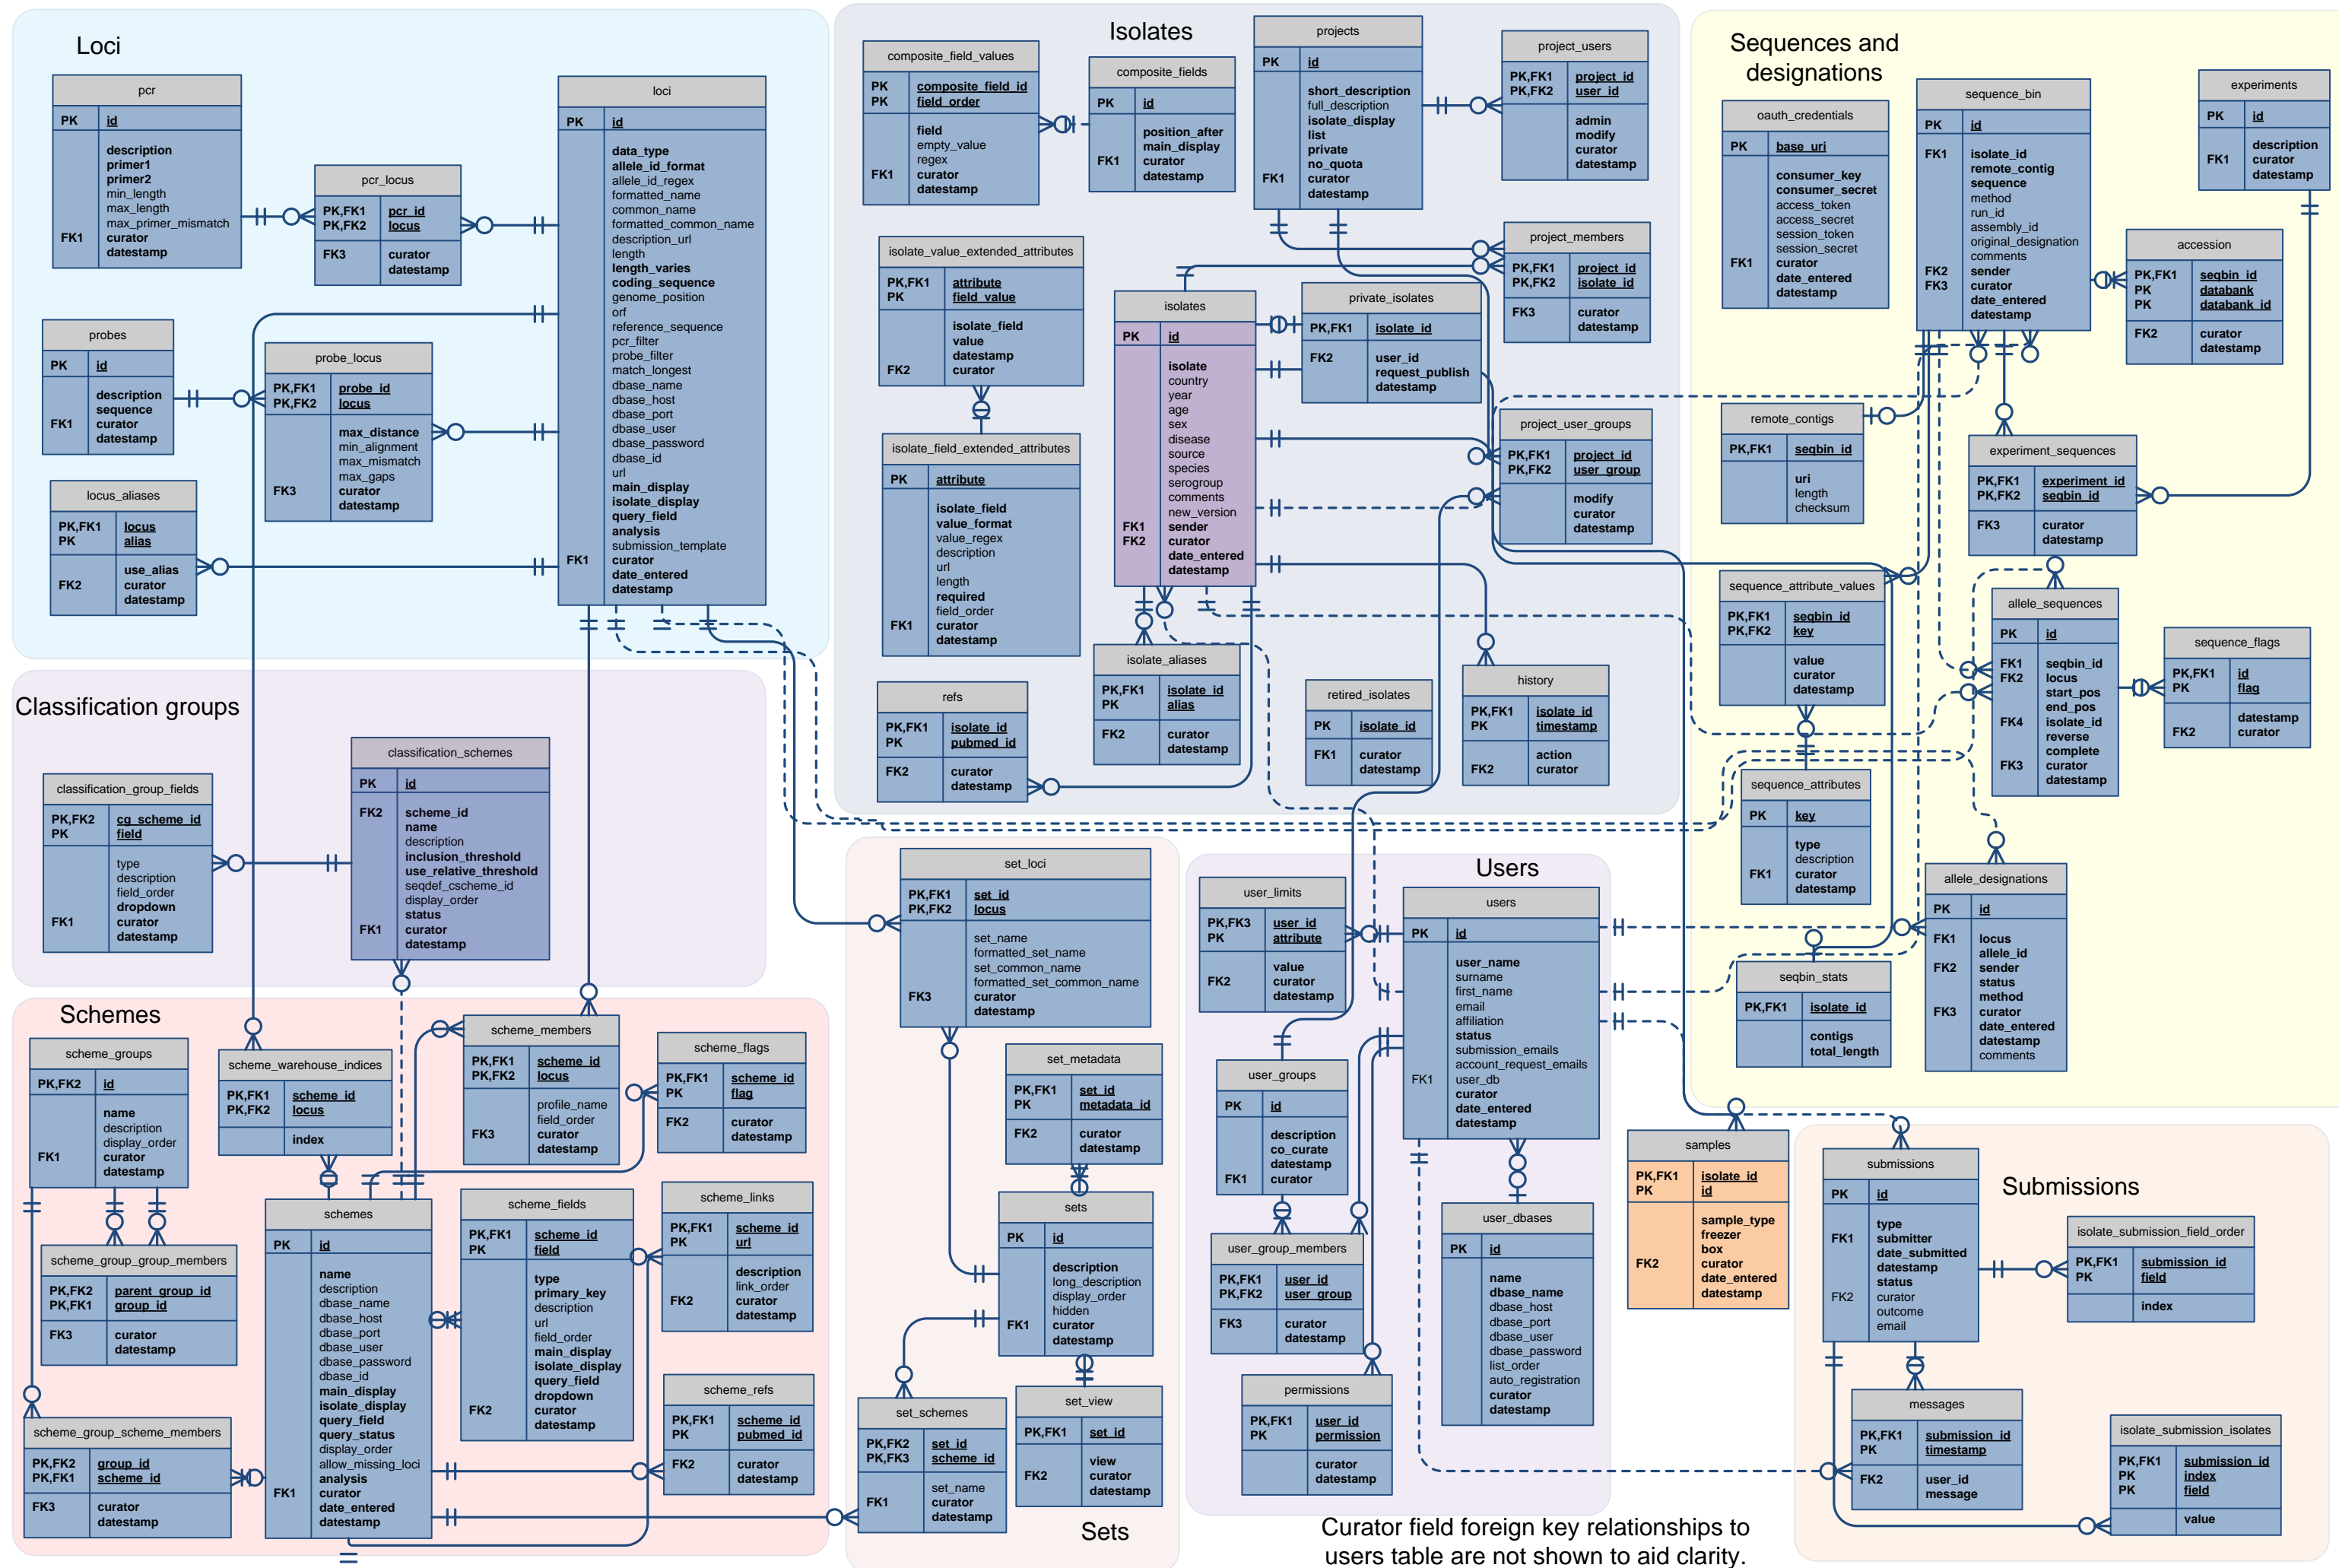 Loci
pcr
PK id
description
primer1
primer2
min_length
max_length
max_primer_mismatch
FK1 curator
datestamp
pcr_locus
PK,FK1 pcr_id
PK,FK2 locus
FK3 curator
datestamp
probes
PK id
description
sequence
FK1 curator
datestamp
probe_locus
PK,FK1 probe_id
PK,FK2 locus
max_distance
min_alignment
max_mismatch
max_gaps
FK3 curator
datestamp
locus_aliases
PK,FK1 locus
PK alias
use_alias
FK2 curator
datestamp
loci
PK id
data_type
allele_id_format
allele_id_regex
formatted_name
common_name
formatted_common_name
description_url
length
length_varies
coding_sequence
genome_position
orf
reference_sequence
pcr_filter
probe_filter
match_longest
dbase_name
dbase_host
dbase_port
dbase_user
dbase_password
dbase_id
url
main_display
isolate_display
query_field
analysis
submission_template
FK1 curator
date_entered
datestamp
Classification groups
classification_group_fields
PK,FK2 cg_scheme_id
PK field
type
description
field_order
dropdown
FK1 curator
datestamp
classification_schemes
PK id
FK2 scheme_id
name
description
inclusion_threshold
use_relative_threshold
seqdef_cscheme_id
display_order
status
FK1 curator
datestamp
Schemes
scheme_groups
PK,FK2 id
name
description
display_order
FK1 curator
datestamp
scheme_warehouse_indices
PK,FK1 scheme_id
PK,FK2 locus
index
scheme_members
PK,FK1 scheme_id
PK,FK2 locus
profile_name
field_order
FK3 curator
datestamp
scheme_flags
PK,FK1 scheme_id
PK flag
FK2 curator
datestamp
scheme_group_group_members
PK,FK2 parent_group_id
PK,FK1 group_id
FK3 curator
datestamp
scheme_group_scheme_members
PK,FK2 group_id
PK,FK1 scheme_id
FK3 curator
datestamp
schemes
PK id
name
description
dbase_name
dbase_host
dbase_port
dbase_user
dbase_password
dbase_id
main_display
isolate_display
query_field
query_status
display_order
allow_missing_loci
analysis
FK1 curator
date_entered
datestamp
scheme_fields
PK,FK1 scheme_id
PK field
type
primary_key
description
url
field_order
main_display
isolate_display
query_field
dropdown
FK2 curator
datestamp
scheme_links
PK,FK1 scheme_id
PK url
description
link_order
FK2 curator
datestamp
scheme_refs
PK,FK1 scheme_id
PK pubmed_id
FK2 curator
datestamp
Isolates
composite_field_values
PK composite_field_id
PK field_order
field
empty_value
regex
FK1 curator
datestamp
composite_fields
PK id
position_after
main_display
FK1 curator
datestamp
projects
PK id
short_description
full_description
isolate_display
list
private
no_quota
FK1 curator
datestamp
project_users
PK,FK1 project_id
PK,FK2 user_id
admin
modify
curator
datestamp
isolate_value_extended_attributes
PK,FK1 attribute
PK field_value
isolate_field
value
datestamp
FK2 curator
isolate_field_extended_attributes
PK attribute
isolate_field
value_format
value_regex
description
url
length
required
field_order
FK1 curator
datestamp
isolates
PK id
isolate
country
year
age
sex
disease
source
species
serogroup
comments
new_version
FK1 sender
FK2 curator
date_entered
datestamp
private_isolates
PK,FK1 isolate_id
FK2 user_id
request_publish
datestamp
project_members
PK,FK1 project_id
PK,FK2 isolate_id
FK3 curator
datestamp
project_user_groups
PK,FK1 project_id
PK,FK2 user_group
modify
curator
datestamp
isolate_aliases
PK,FK1 isolate_id
PK alias
FK2 curator
datestamp
refs
PK,FK1 isolate_id
PK pubmed_id
FK2 curator
datestamp
retired_isolates
PK isolate_id
FK1 curator
datestamp
history
PK,FK1 isolate_id
PK timestamp
action
FK2 curator
Sequences and
designations
oauth_credentials
PK base_uri
consumer_key
consumer_secret
access_token
access_secret
session_token
session_secret
FK1 curator
date_entered
datestamp
sequence_bin
PK id
FK1 isolate_id
remote_contig
sequence
method
run_id
assembly_id
original_designation
comments
FK2 sender
FK3 curator
date_entered
datestamp
experiments
PK id
description
FK1 curator
datestamp
accession
PK,FK1 seqbin_id
PK databank
PK databank_id
FK2 curator
datestamp
remote_contigs
PK,FK1 seqbin_id
uri
length
checksum
experiment_sequences
PK,FK1 experiment_id
PK,FK2 seqbin_id
FK3 curator
datestamp
sequence_attribute_values
PK,FK1 seqbin_id
PK,FK2 key
value
curator
datestamp
allele_sequences
PK id
FK1 seqbin_id
FK2 locus
start_pos
end_pos
FK4 isolate_id
reverse
complete
FK3 curator
datestamp
sequence_flags
PK,FK1 id
PK flag
datestamp
FK2 curator
sequence_attributes
PK key
type
description
FK1 curator
datestamp
allele_designations
PK id
FK1 locus
allele_id
FK2 sender
status
method
FK3 curator
date_entered
datestamp
comments
seqbin_stats
PK,FK1 isolate_id
contigs
total_length
set_loci
PK,FK1 set_id
PK,FK2 locus
set_name
formatted_set_name
set_common_name
formatted_set_common_name
FK3 curator
datestamp
set_metadata
PK,FK1 set_id
PK metadata_id
FK2 curator
datestamp
sets
PK id
description
long_description
display_order
hidden
FK1 curator
datestamp
set_schemes
PK,FK2 set_id
PK,FK3 scheme_id
set_name
FK1 curator
datestamp
set_view
PK,FK1 set_id
view
FK2 curator
datestamp
Sets
Users
user_limits
PK,FK3 user_id
PK attribute
value
FK2 curator
datestamp
users
PK id
user_name
surname
first_name
email
affiliation
status
submission_emails
account_request_emails
FK1 user_db
curator
date_entered
datestamp
user_groups
PK id
description
co_curate
datestamp
FK1 curator
user_group_members
PK,FK1 user_id
PK,FK2 user_group
FK3 curator
datestamp
user_dbases
PK id
name
dbase_name
dbase_host
dbase_port
dbase_user
dbase_password
list_order
auto_registration
curator
datestamp
permissions
PK,FK1 user_id
PK permission
curator
datestamp
samples
PK,FK1 isolate_id
PK id
sample_type
freezer
box
FK2 curator
date_entered
datestamp
Submissions
submissions
PK id
type
FK1 submitter
date_submitted
datestamp
status
FK2 curator
outcome
email
isolate_submission_field_order
PK,FK1 submission_id
PK field
index
messages
PK,FK1 submission_id
PK timestamp
FK2 user_id
message
isolate_submission_isolates
PK,FK1 submission_id
PK index
PK field
value
Curator field foreign key relationships to
users table are not shown to aid clarity.